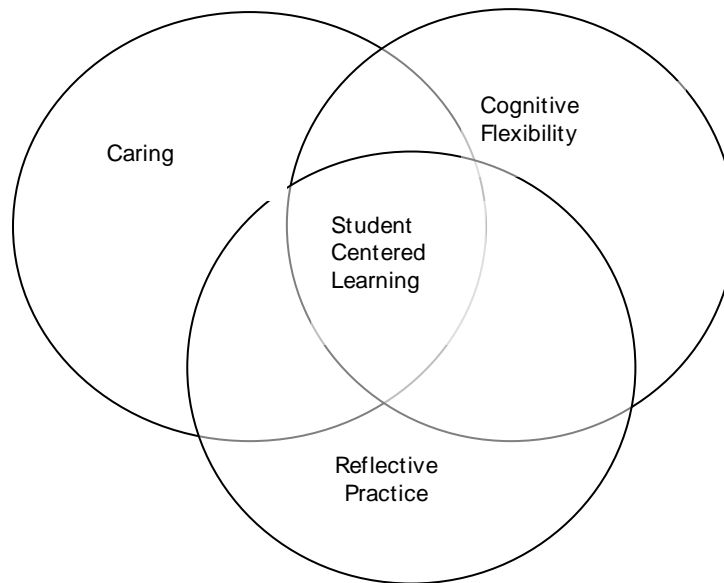 Caring
Cognitive
Flexibility
Student
Centered
Learning
Reflective
Practice